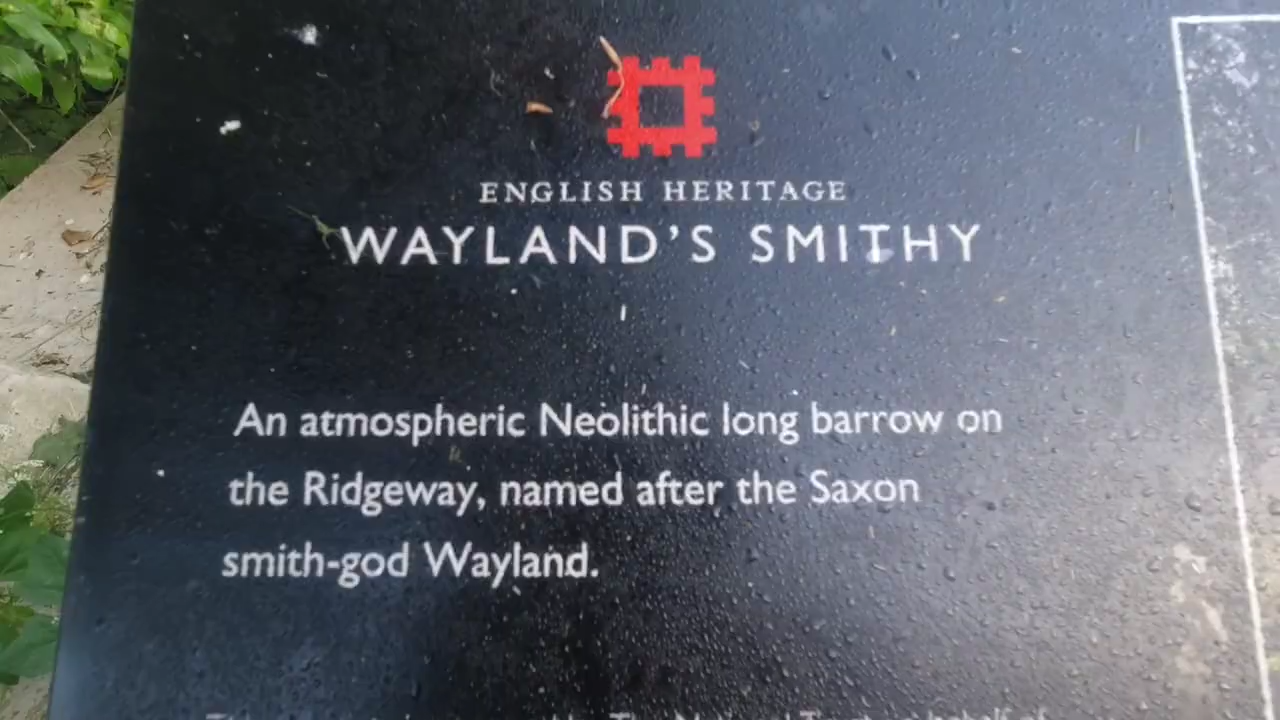 ENGLISH HERITAGE
WAYLAND'S SMITHY
An atmospheric Neolithic long barrow on
the Ridgeway, named after the Saxon
smith-god Wayland.